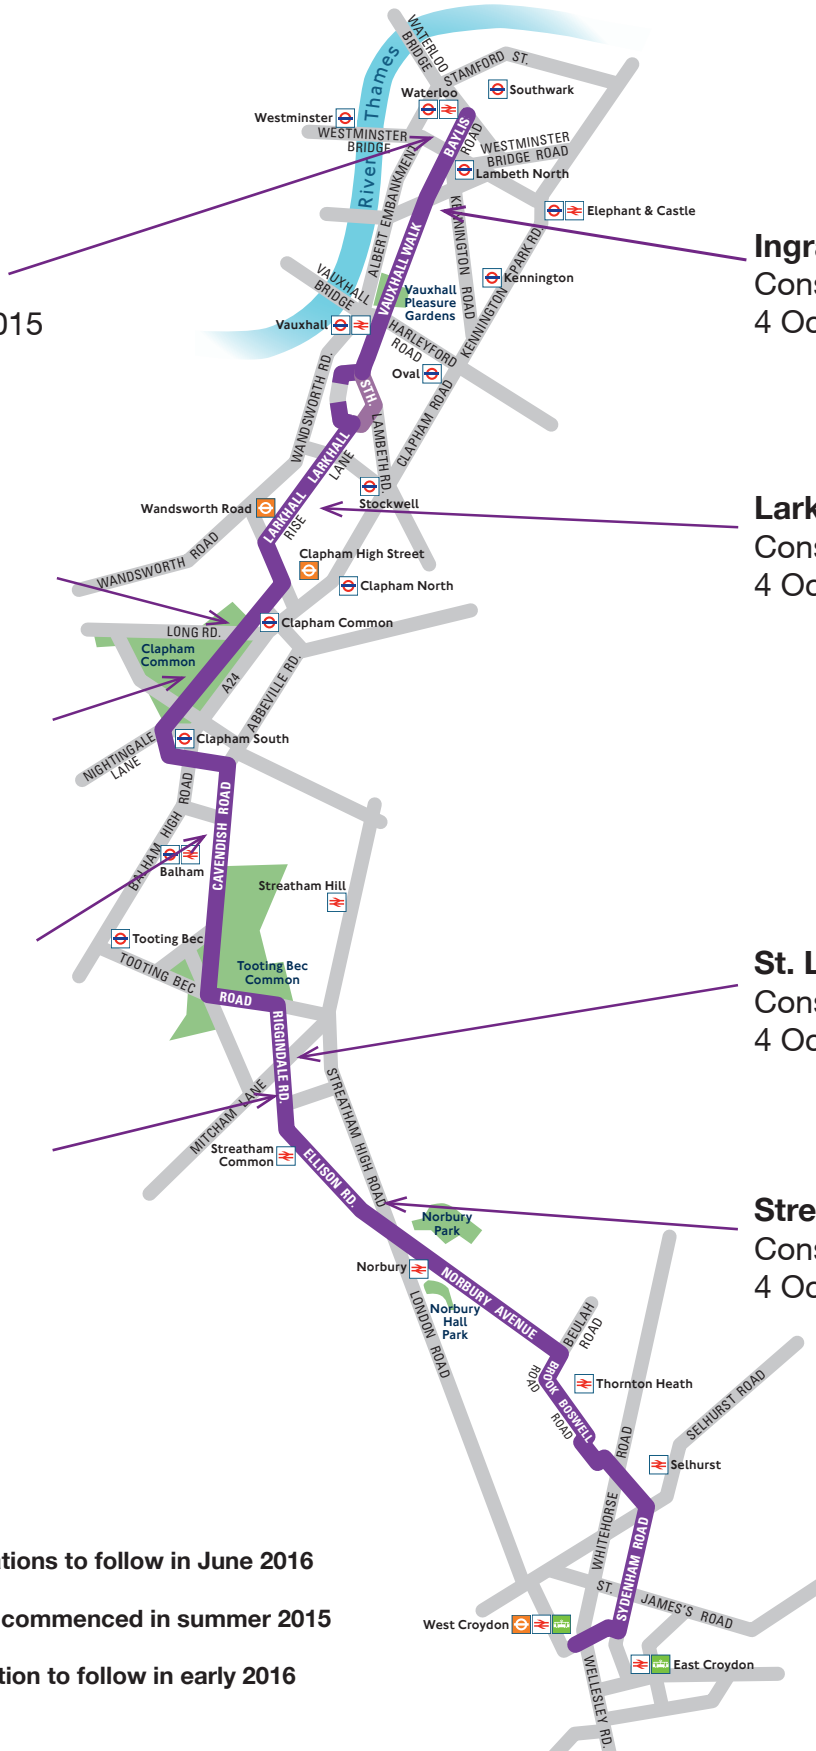 WATERLOO
BRIDGE
STAMFORD ST.
River Thames
Waterloo
Southwark
Westminster
WESTMINSTER
BRIDGE
BAYLIS
ROAD
WESTMINSTER
BRIDGE ROAD
Lambeth North
ALBERT EMBANKMENT
KENNINGTON ROAD
Elephant & Castle
KENNINGTON PARK RD.
VAUXHALL WALK
Kennington
VAUXHALL
BRIDGE
Vauxhall
Pleasure
Gardens
Vauxhall
HARLEYFORD
ROAD
Oval
015
Ingra
Cons
4 Oc
WANDSWORTH RD.
STH.
LAMBETH RD.
CLAPHAM ROAD
LARKHALL
LANE
LARKHALL
RISE
Stockwell
Wandsworth Road
WANDSWORTH ROAD
Lark
Cons
4 Oc
Clapham High Street
Clapham North
LONG RD.
Clapham Common
Clapham
Common
A24
ABBEVILLE RD.
NIGHTINGALE
LANE
Clapham South
BALHAM HIGH ROAD
CAVENDISH ROAD
Balham
Streatham Hill
Tooting Bec
TOOTING BEC
ROAD
Tooting Bec
Common
St. L
Cons
4 Oc
RIGGINDALE RD.
MITCHAM LANE
STREATHAM HIGH ROAD
Streatham
Common
ELLISON RD.
Norbury
Park
Stre
Cons
4 Oc
Norbury
NORBURY AVENUE
Norbury
Hall
Park
LONDON ROAD
BEULAH
ROAD
BROOK
ROAD
Thornton Heath
BOSWELL
ROAD
SELHURST ROAD
Selhurst
WHITEHORSE ROAD
SYDENHAM ROAD
ST. JAMES'S ROAD
West Croydon
East Croydon
WELLESLEY RD.
tions to follow in June 2016
commenced in summer 2015
tion to follow in early 2016